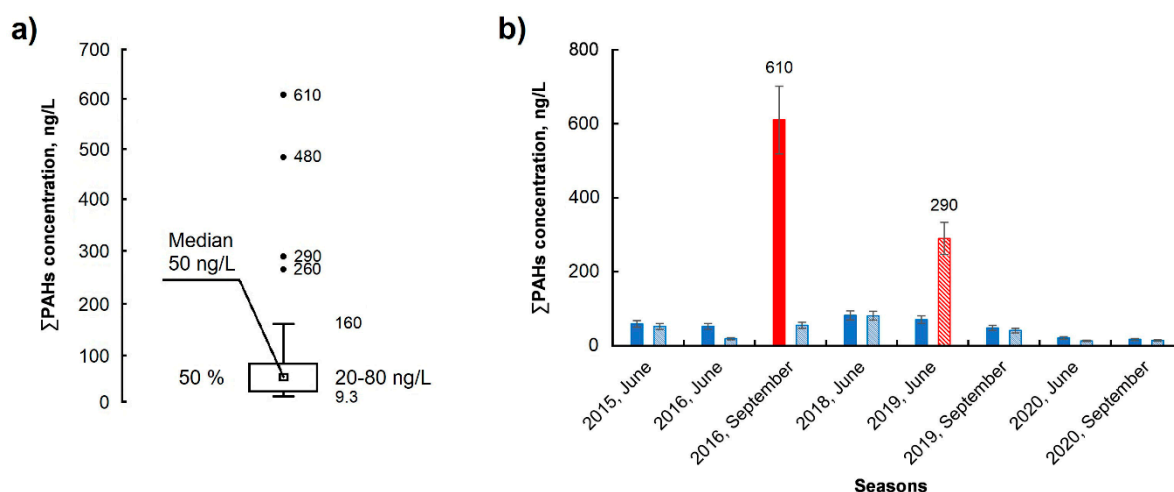 a)
∑PAHs concentration, ng/L
700
600
500
400
300
200
100
0
610
480
290
260
Median
50 ng/L
160
50 %
20-80 ng/L
9.3
b)
∑PAHs concentration, ng/L
800
600
400
200
0
610
290
2015, June
2016, June
2016, September
2018, June
2019, June
2019, September
2020, June
2020, September
Seasons